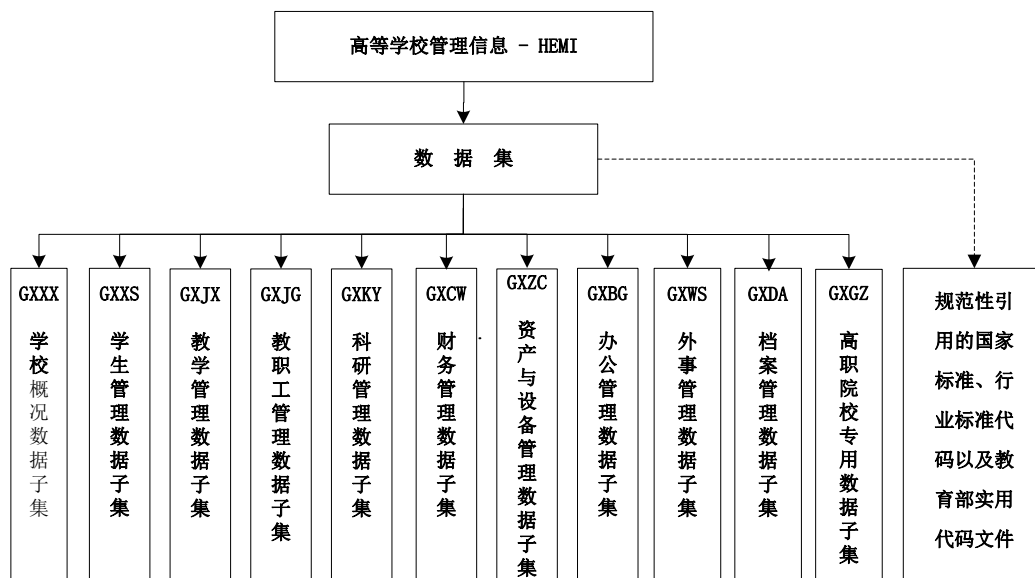 高等学校管理信息 - HEMI
数 据 集
GXXX
学校概况数据子集
GXXS
学生管理数据子集
GXJX
教学管理数据子集
GXJG
教职工管理数据子集
GXKY
科研管理数据子集
GXCW
财务管理数据子集
GXZC
资产与设备管理数据子集
GXBG
办公管理数据子集
GXWS
外事管理数据子集
GXDA
档案管理数据子集
GXGZ
高职院校专用数据子集
规范性引
用的国家
标准、行
业标准代
码以及教
育部实用
代码文件